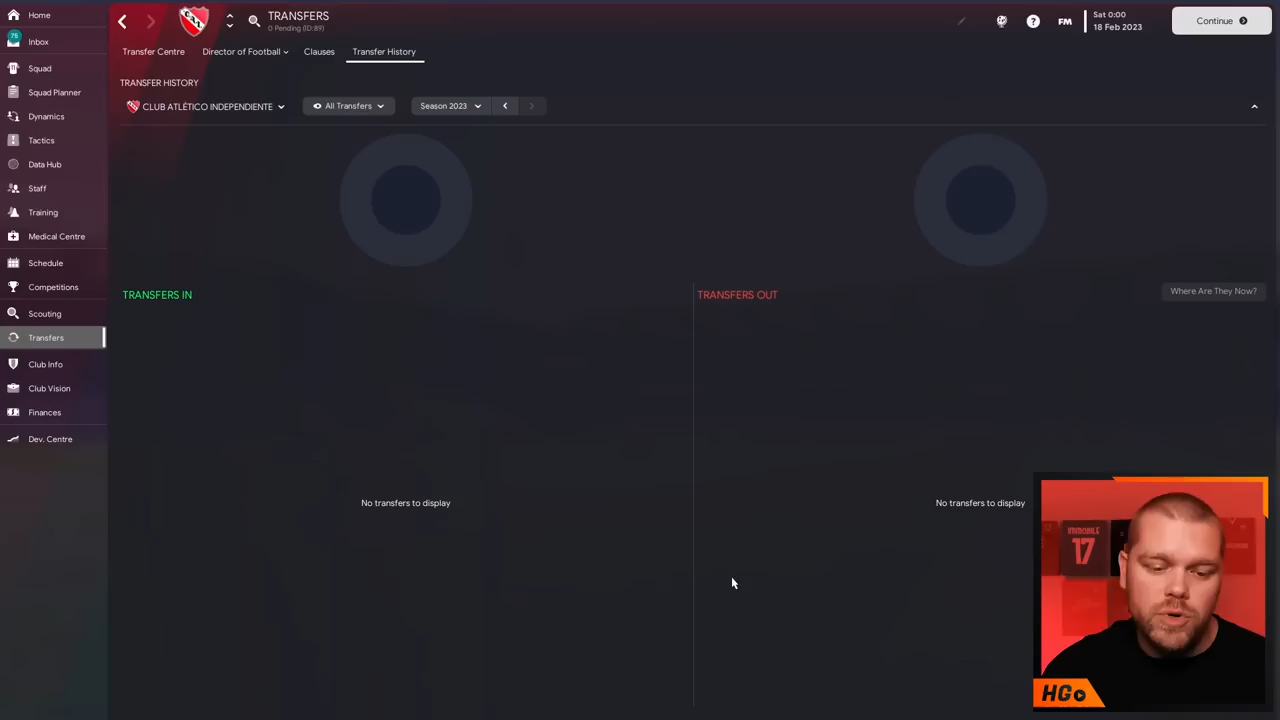 Home
75
Inbox
Squad
Squad Planner
Dynamics
Tactics
Data Hub
Staff
Training
Medical Centre
Schedule
Competitions
Scouting
Transfers
Club Info
Club Vision
Finances
Dev. Centre
TRANSFERS
0 Pending (ID:89)
FM
Sat 0:00
18 Feb 2023
Continue
Transfer Centre
Director of Football
Clauses
Transfer History
TRANSFER HISTORY
CLUB ATLÉTICO INDEPENDIENTE
All Transfers
Season 2023
TRANSFERS IN
TRANSFERS OUT
Where Are They Now?
No transfers to display
No transfers to display
IMMOBILE
17
HG